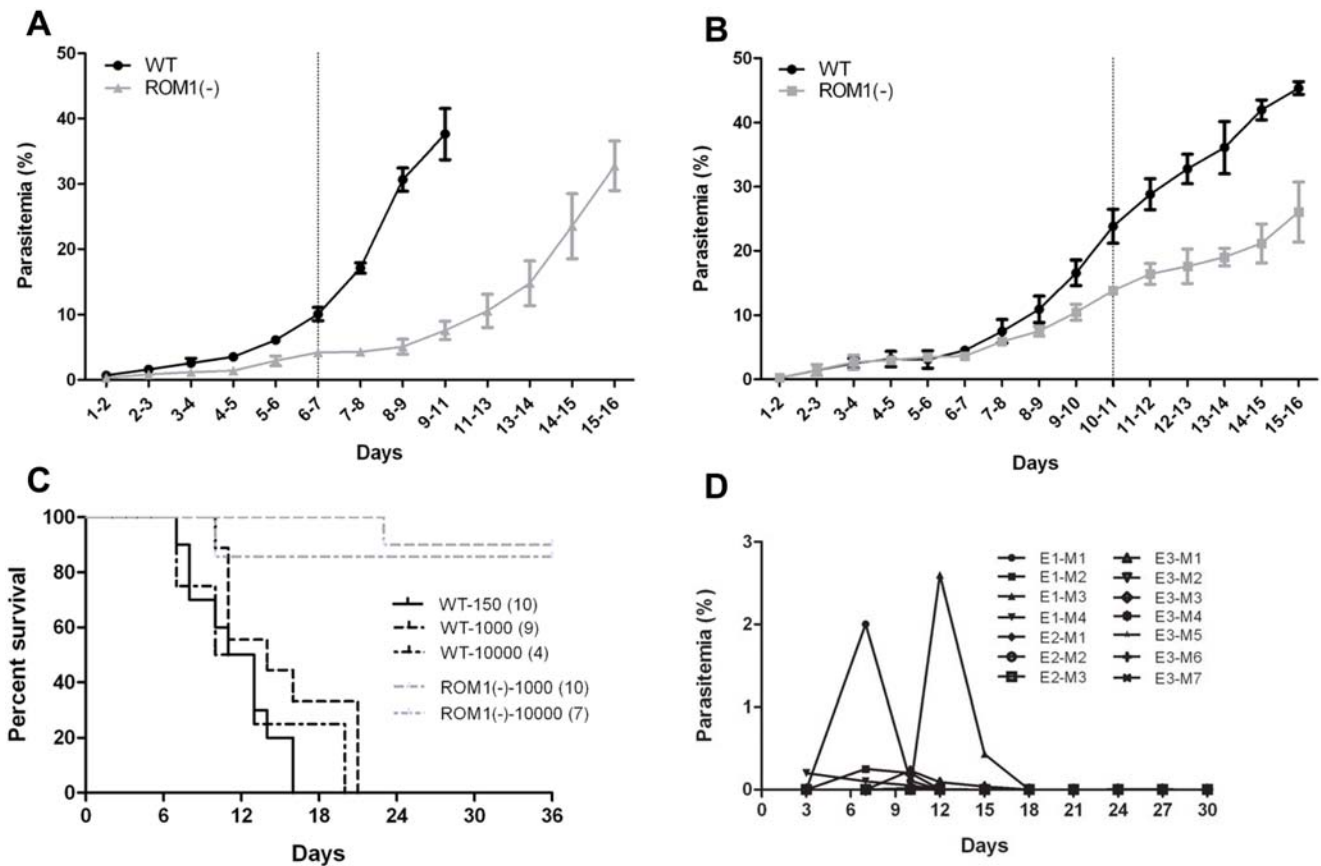 A
50
40
30
20
10
0
Parasitemia (%)
WT
ROM1(-)
1-2
2-3
3-4
4-5
5-6
6-7
7-8
8-9
9-11
11-13
13-14
14-15
15-16
Days
B
50
40
30
20
10
0
Parasitemia (%)
WT
ROM1(-)
1-2
2-3
3-4
4-5
5-6
6-7
7-8
8-9
9-10
10-11
11-12
12-13
13-14
14-15
15-16
Days
C
100
80
60
40
20
0
Percent survival
WT-150 (10)
WT-1000 (9)
WT-10000 (4)
ROM1(-)-1000 (10)
ROM1(-)-10000 (7)
0 6 12 18 24 30 36
Days
D
3
2
1
0
Parasitemia (%)
E1-M1
E1-M2
E1-M3
E1-M4
E2-M1
E2-M2
E2-M3
E3-M1
E3-M2
E3-M3
E3-M4
E3-M5
E3-M6
E3-M7
0 3 6 9 12 15 18 21 24 27 30
Days